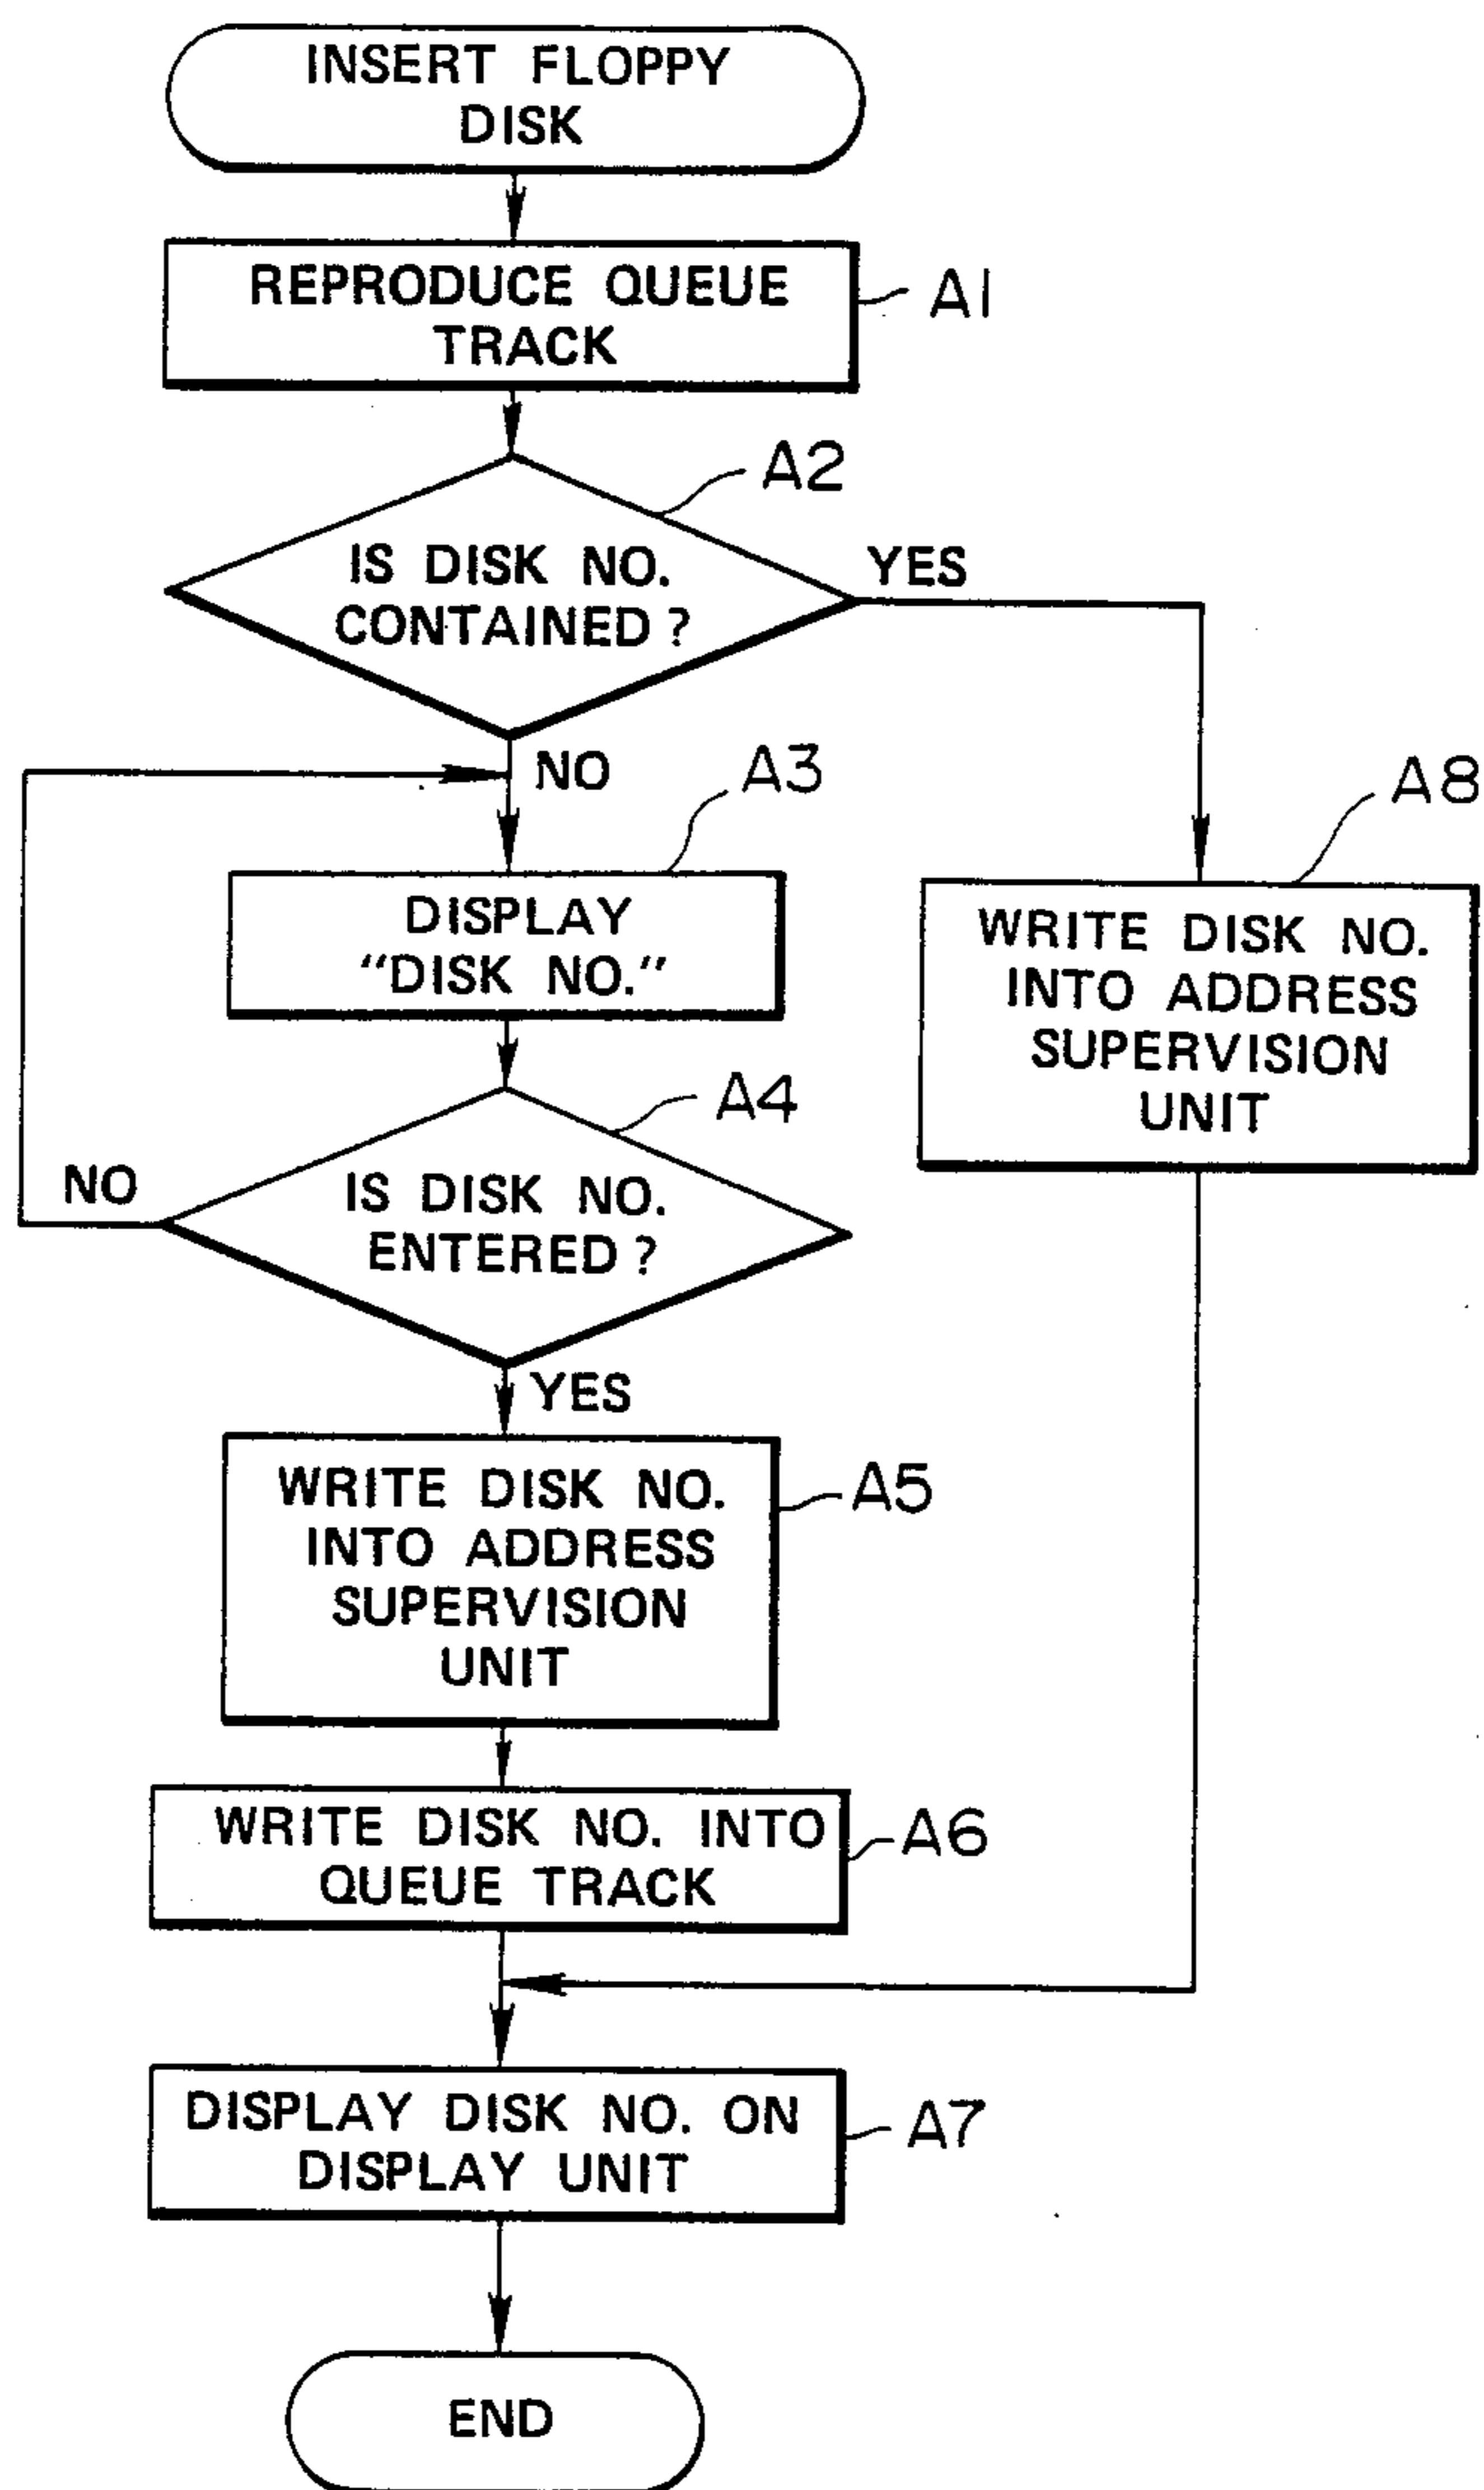 INSERT FLOPPY
DISK
REPRODUCE QUEUE
TRACK
A1
A2
IS DISK NO.
CONTAINED?
YES
NO
A3
DISPLAY
"DISK NO."
A8
WRITE DISK NO.
INTO ADDRESS
SUPERVISION
UNIT
A4
IS DISK NO.
ENTERED?
NO
YES
WRITE DISK NO.
INTO ADDRESS
SUPERVISION
UNIT
A5
WRITE DISK NO. INTO
QUEUE TRACK
A6
DISPLAY DISK NO. ON
DISPLAY UNIT
A7
END